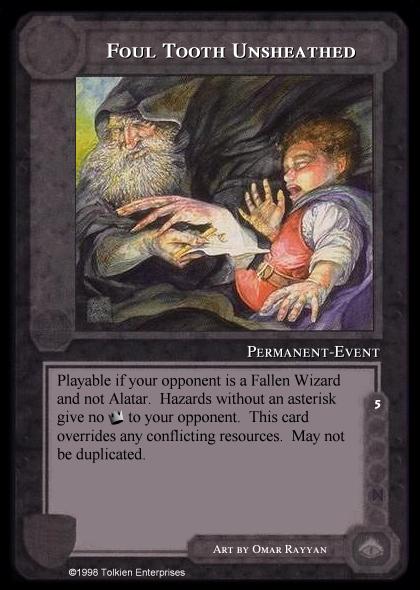 Foul Tooth Unsheathed
Permanent-Event
Playable if your opponent is a Fallen Wizard
and not Alatar. Hazards without an asterisk
give no to your opponent. This card
overrides any conflicting resources. May not
be duplicated.
5
N
Art by Omar Rayyan
©1998 Tolkien Enterprises